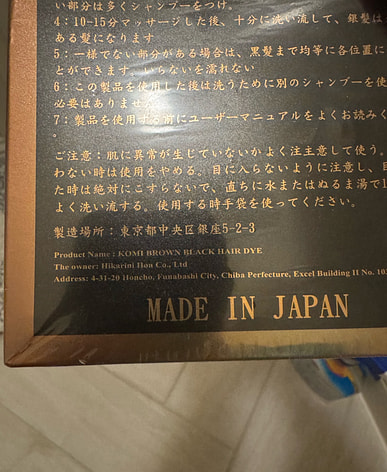 い部分は多くシャンプーをつけ。
4：10-15分マッサージした後、十分に洗い流して、銀髪は
ある髪になります
5：一様でない部分がある場合は、黒髪まで均等に各位置に
とができます。いらないを濡れない
6：この製品を使用した後は洗うために別のシャンプーを使
必要はありませ
7：製品を使用する前にユーザーマニュアルをよくお読みく
。
ご注意：肌に異常が生じていないかよく注主意して使う。
わない時は使用をやめる。目に入らないように注意し、目
た時は絶対にこすらないで、直ちに水またはぬるま湯で1
よく洗い流する。使用する時手袋を使ってください。
製造場所：東京都中央区銀座5-2-3
Product Name : KOMI BROWN BLACK HAIR DYE
The owner: Hikarini Hon Co., Ltd
Address: 4-31-20 Honcho, Funabashi City, Chiba Perfecture, Excel Building II No. 103
MADE IN JAPAN